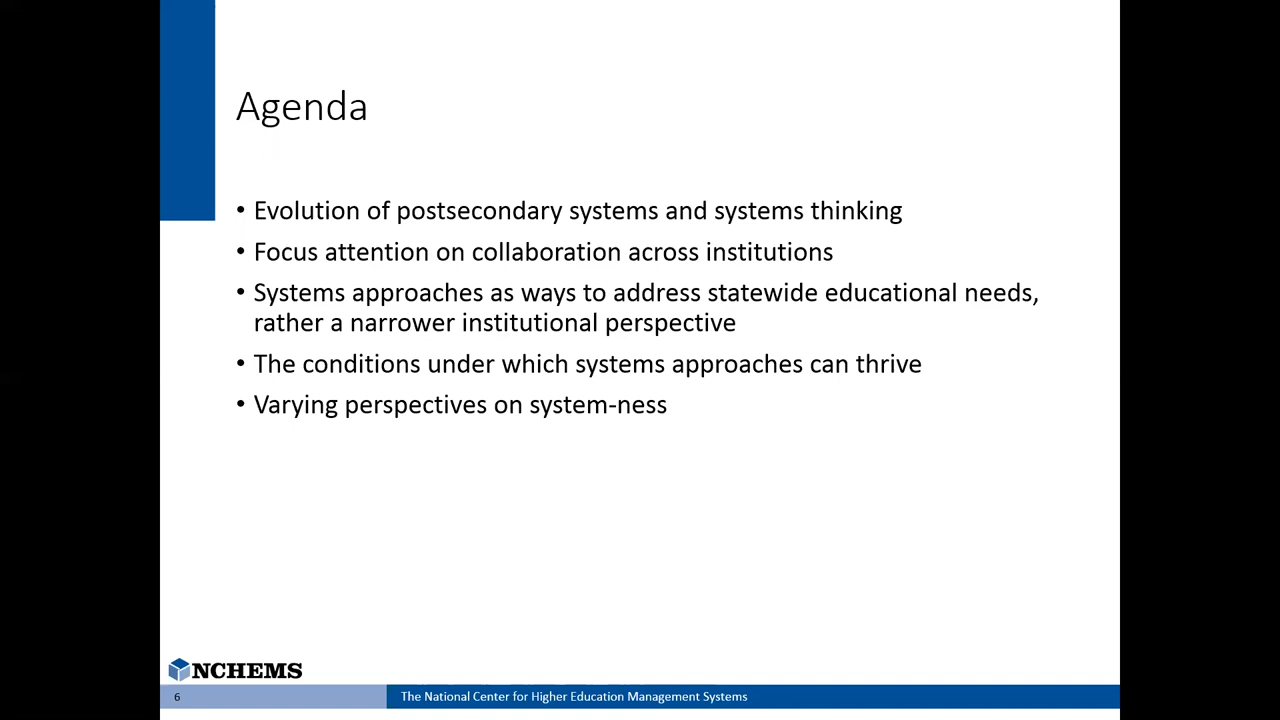 Agenda
• Evolution of postsecondary systems and systems thinking
• Focus attention on collaboration across institutions
• Systems approaches as ways to address statewide educational needs,
rather a narrower institutional perspective
• The conditions under which systems approaches can thrive
• Varying perspectives on system-ness
NCHEMS
6
The National Center for Higher Education Management Systems